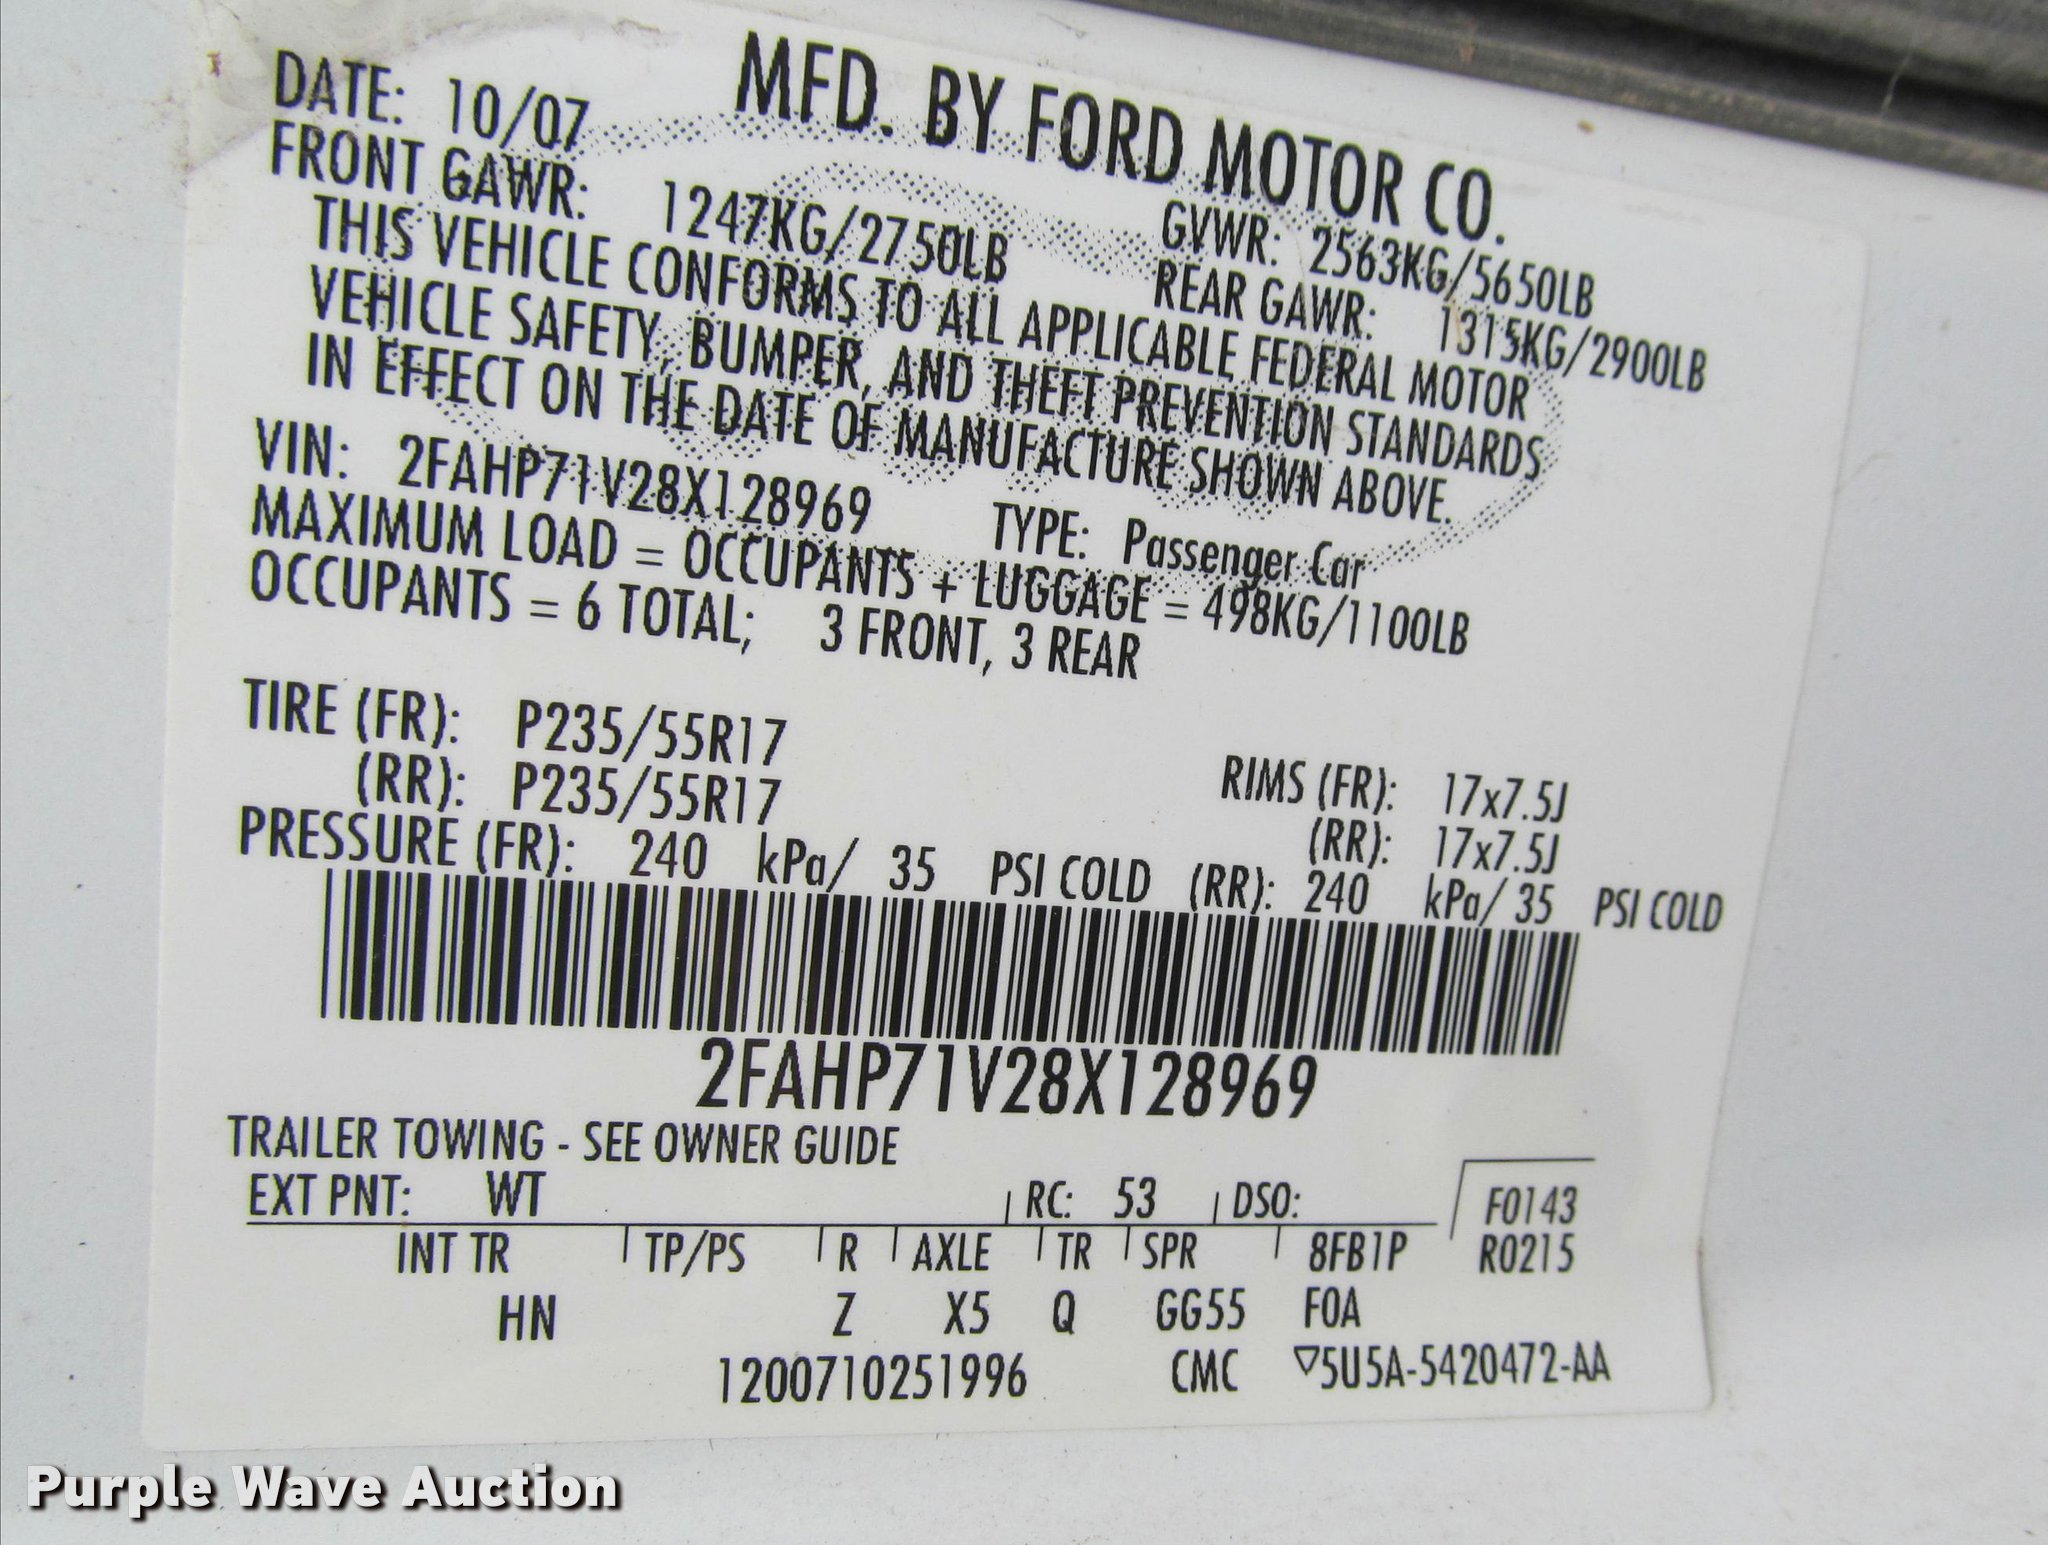 MFD. BY FORD MOTOR CO.
DATE: 10/07 GVWR: 2563KG/5650LB
FRONT GAWR: 1247KG/2750LB REAR GAWR: 1315KG/2900LB
THIS VEHICLE CONFORMS TO ALL APPLICABLE FEDERAL MOTOR
VEHICLE SAFETY, BUMPER, AND THEFT PREVENTION STANDARDS
IN EFFECT ON THE DATE OF MANUFACTURE SHOWN ABOVE.
VIN: 2FAHP71V28X128969 TYPE: Passenger Car
MAXIMUM LOAD = OCCUPANTS + LUGGAGE = 498KG/1100LB
OCCUPANTS = 6 TOTAL; 3 FRONT, 3 REAR
TIRE (FR): P235/55R17 RIMS (FR): 17x7.5J
(RR): P235/55R17 (RR): 17x7.5J
PRESSURE (FR): 240 kPa/ 35 PSI COLD (RR): 240 kPa/ 35 PSI COLD
2FAHP71V28X128969
TRAILER TOWING - SEE OWNER GUIDE
EXT PNT: WT RC: 53 DSO: F0143
INT TR TP/PS R AXLE TR SPR 8FB1P R0215
HN Z X5 Q GG55 FOA
1200710251996 CMC ▽5U5A-5420472-AA
Purple Wave Auction